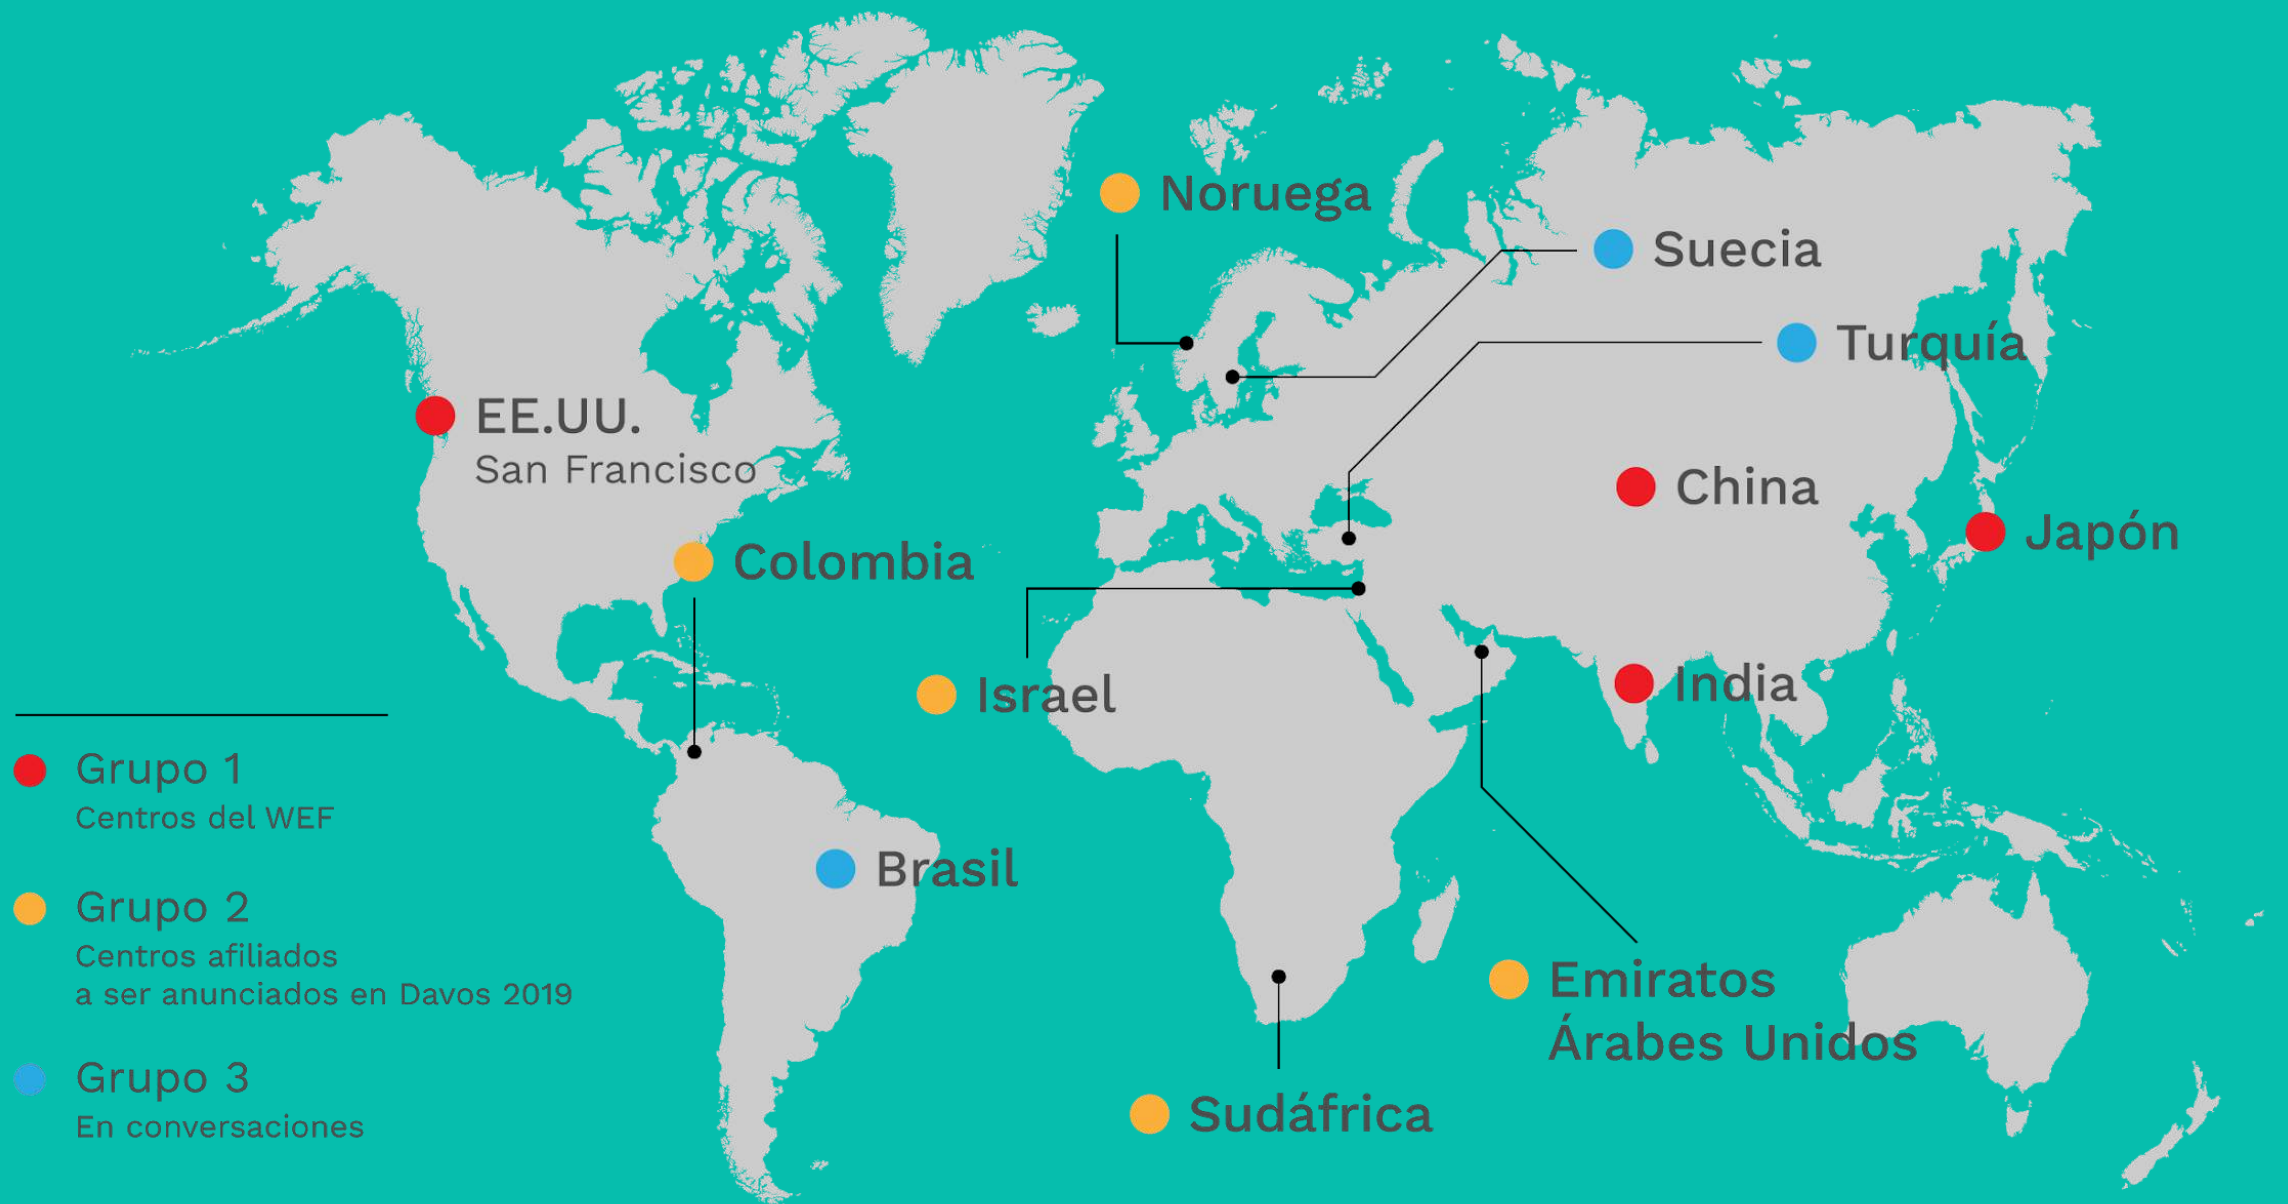 Noruega
Suecia
Turquía
EE.UU.
San Francisco
China
Japón
Colombia
Israel
India
Grupo 1
Centros del WEF
Brasil
Grupo 2
Centros afiliados
a ser anunciados en Davos 2019
Emiratos
Árabes Unidos
Grupo 3
En conversaciones
Sudáfrica